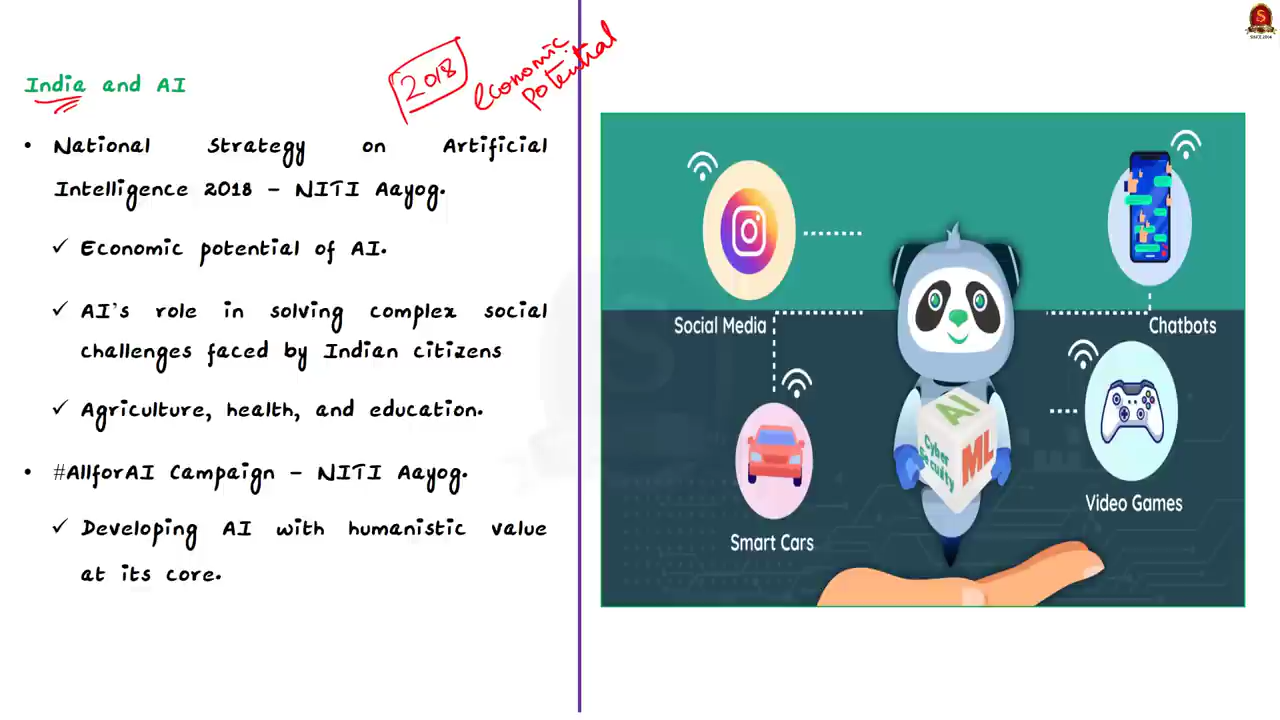 India and AI
2018
economic
potential
• National Strategy on Artificial
Intelligence 2018 – NITI Aayog.
✓ Economic potential of AI.
✓ AI's role in solving complex social
challenges faced by Indian citizens
✓ Agriculture, health, and education.
• #AllforAI Campaign – NITI Aayog.
✓ Developing AI with humanistic value
at its core.
Social Media
Chatbots
AI
ML
Cyber
Security
Smart Cars
Video Games
S